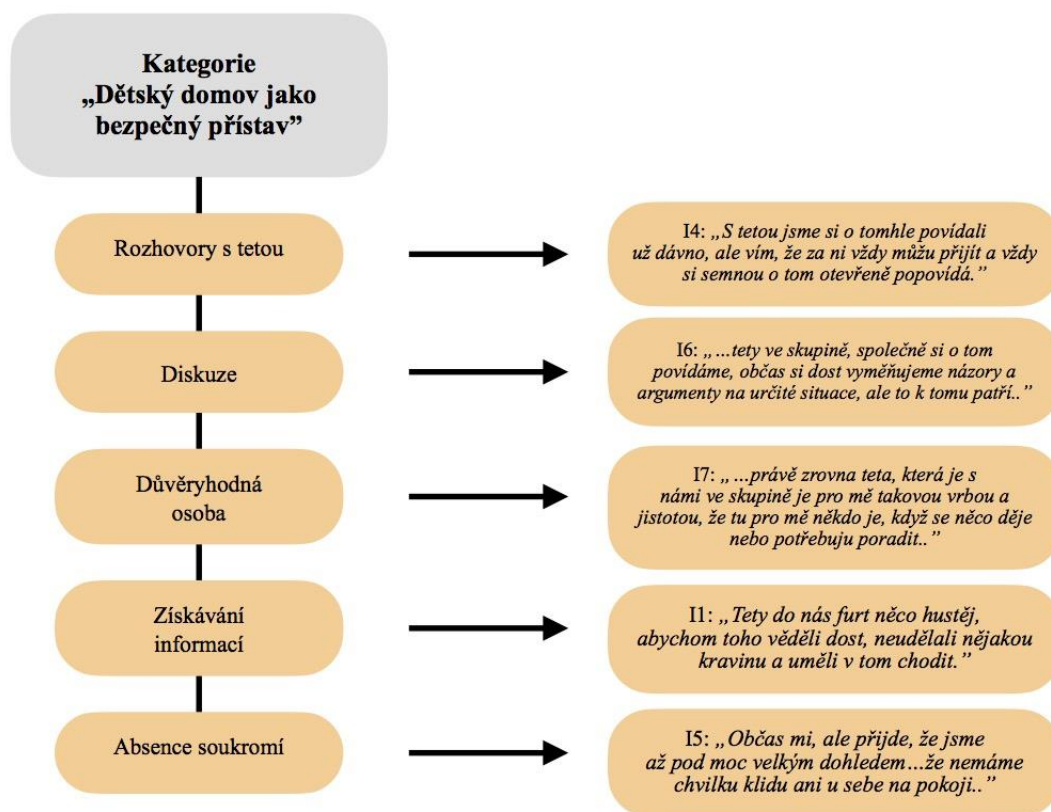 Kategorie
„Dětský domov jako
bezpečný přístav”
Rozhovory s tetou
I4: „S tetou jsme si o tomhle povídali
už dávno, ale vím, že za ni vždy můžu přijít a vždy
si semnou o tom otevřeně popovídá.”
Diskuze
I6: „...tety ve skupině, společně si o tom
povídáme, občas si dost vyměňujeme názory a
argumenty na určité situace, ale to k tomu patří..”
Důvěryhodná
osoba
I7: „...právě zrovna teta, která je s
námi ve skupině je pro mě takovou vrbou a
jistotou, že tu pro mě někdo je, když se něco děje
nebo potřebuju poradit..”
Získávání
informací
I1: „Tety do nás furt něco hustěj,
abychom toho věděli dost, neudělali nějakou
kravinu a uměli v tom chodit.”
Absence soukromí
I5: „Občas mi, ale přijde, že jsme
až pod moc velkým dohledem...že nemáme
chvilku klidu ani u sebe na pokoji..”